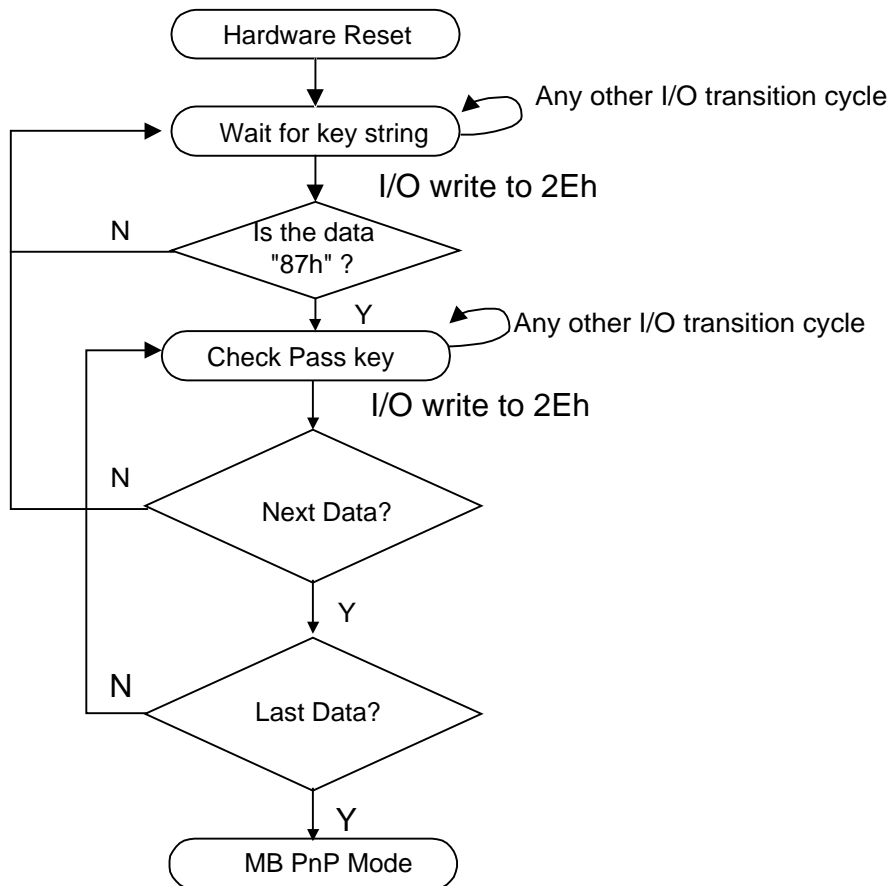 Hardware Reset
Any other I/O transition cycle
Wait for key string
I/O write to 2Eh
N
Is the data
"87h" ?
Y
Any other I/O transition cycle
Check Pass key
I/O write to 2Eh
N
Next Data?
Y
N
Last Data?
Y
MB PnP Mode